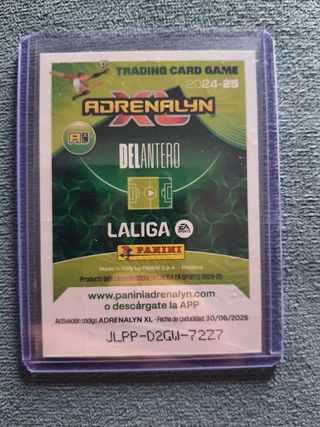 TRADING CARD GAME
2024-25
ADRENALYN
XL
DELANTERO
LALIGA
EA SPORTS
PANINI
Made in Italy by PANINI S.p.A. - Modena
Producto bajo Licencia Oficial de LALIGA EA SPORTS 2024-25
www.paniniadrenalyn.com
o descárgate la APP
Activación código ADRENALYN XL - Fecha de caducidad: 30/06/2025
JLPP-D2GW-72Z7